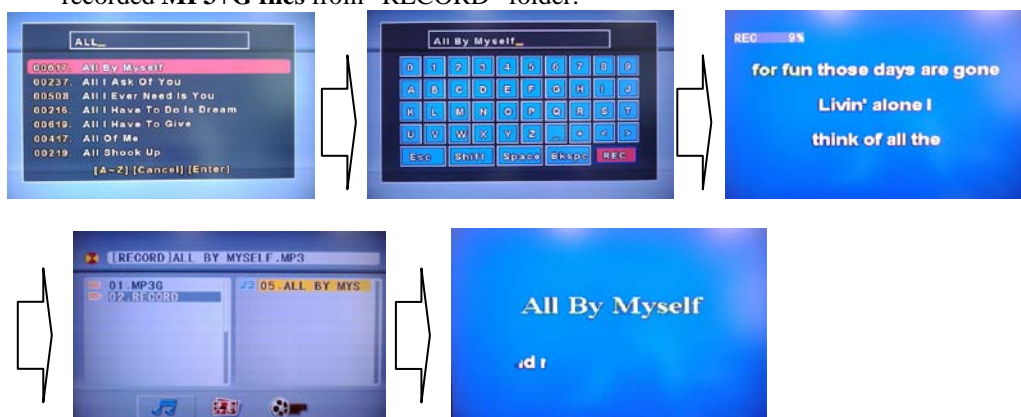 recorded MP3+G files from "RECORD" folder.
ALL_
00617. All By Myself
00237. All I Ask Of You
00508. All I Ever Need Is You
00216. All I Have To Do Is Dream
00619. All I Have To Give
00417. All Of Me
00219. All Shook Up
[A~Z] [Cancel] [Enter]
All By Myself_
0 1 2 3 4 5 6 7 8 9
A B C D E F G H I J
K L M N O P Q R S T
U V W X Y Z _ + < >
Esc Shift Space Bkspc REC
REC 9%
for fun those days are gone
Livin' alone I
think of all the
[RECORD]ALL BY MYSELF.MP3
01.MP3G
02.RECORD
05.ALL BY MYS
All By Myself